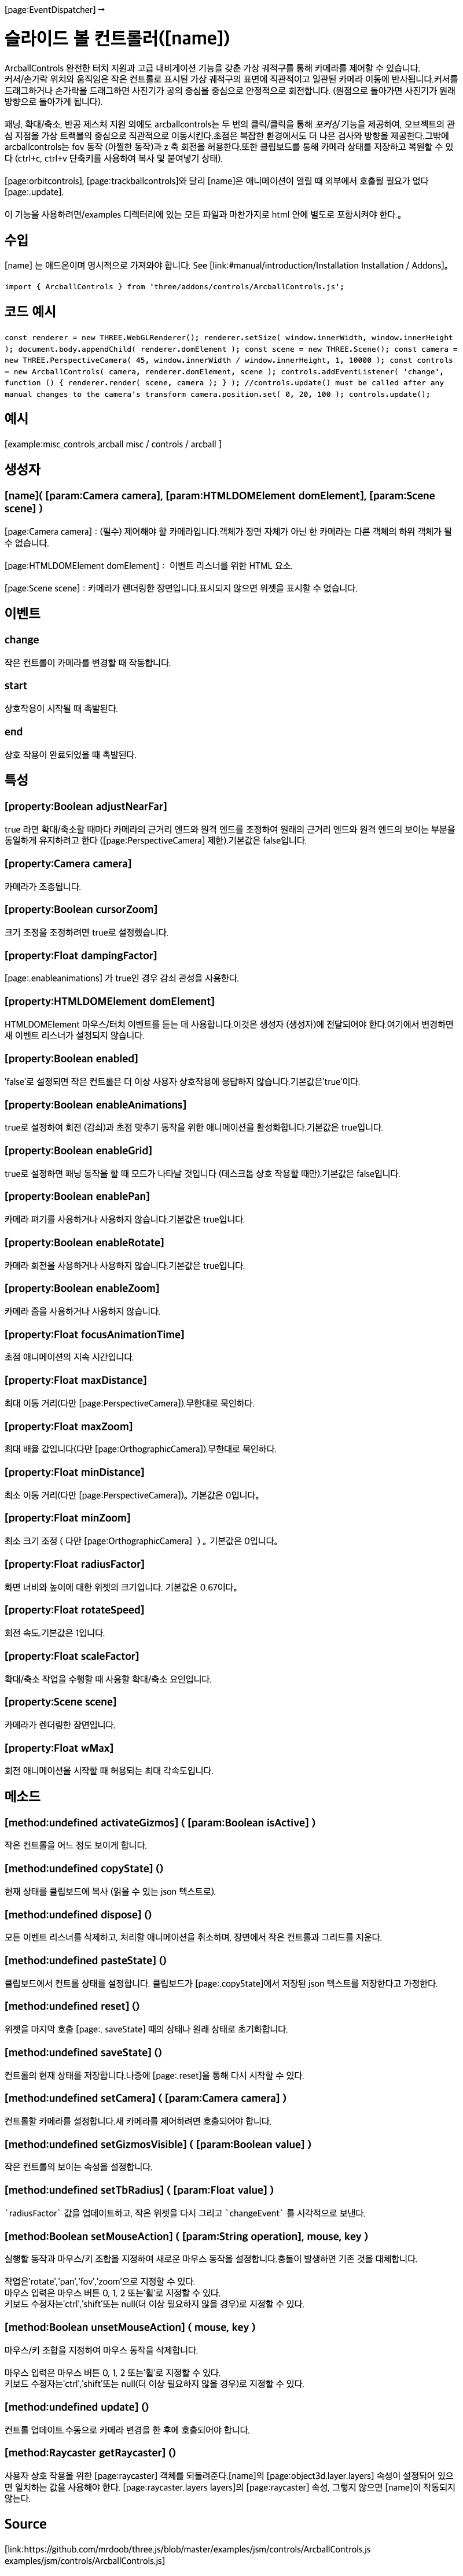 [page:EventDispatcher] →
슬라이드 볼 컨트롤러([name])
ArcballControls 완전한 터치 지원과 고급 내비게이션 기능을 갖춘 가상 궤적구를 통해 카메라를 제어할 수 있습니다.
커서/손가락 위치와 움직임은 작은 컨트롤로 표시된 가상 궤적구의 표면에 직관적이고 일관된 카메라 이동에 반사됩니다.커서를
드래그하거나 손가락을 드래그하면 사진기가 공의 중심을 중심으로 안정적으로 회전합니다. (원점으로 돌아가면 사진기가 원래
방향으로 돌아가게 됩니다).
패닝, 확대/축소, 반공 제스처 지원 외에도 arcballcontrols는 두 번의 클릭/클릭을 통해 포커싱 기능을 제공하여, 오브젝트의 관
심 지점을 가상 트랙볼의 중심으로 직관적으로 이동시킨다.초점은 복잡한 환경에서도 더 나은 검사와 방향을 제공한다.그밖에
arcballcontrols는 fov 동작 (아찔한 동작)과 z 축 회전을 허용한다.또한 클립보드를 통해 카메라 상태를 저장하고 복원할 수 있
다 (ctrl+c, ctrl+v 단축키를 사용하여 복사 및 붙여넣기 상태).
[page:orbitcontrols], [page:trackballcontrols]와 달리 [name]은 애니메이션이 열릴 때 외부에서 호출될 필요가 없다
[page:.update].
이 기능을 사용하려면/examples 디렉터리에 있는 모든 파일과 마찬가지로 html 안에 별도로 포함시켜야 한다.。
수입
[name] 는 애드온이며 명시적으로 가져와야 합니다. See [link:#manual/introduction/Installation Installation / Addons]。
import { ArcballControls } from 'three/addons/controls/ArcballControls.js';
코드 예시
const renderer = new THREE.WebGLRenderer(); renderer.setSize( window.innerWidth, window.innerHeight
); document.body.appendChild( renderer.domElement ); const scene = new THREE.Scene(); const camera =
new THREE.PerspectiveCamera( 45, window.innerWidth / window.innerHeight, 1, 10000 ); const controls
= new ArcballControls( camera, renderer.domElement, scene ); controls.addEventListener( 'change',
function () { renderer.render( scene, camera ); } ); //controls.update() must be called after any
manual changes to the camera's transform camera.position.set( 0, 20, 100 ); controls.update();
예시
[example:misc_controls_arcball misc / controls / arcball ]
생성자
[name]( [param:Camera camera], [param:HTMLDOMElement domElement], [param:Scene
scene] )
[page:Camera camera] : (필수) 제어해야 할 카메라입니다.객체가 장면 자체가 아닌 한 카메라는 다른 객체의 하위 객체가 될
수 없습니다.
[page:HTMLDOMElement domElement] :  이벤트 리스너를 위한 HTML 요소.
[page:Scene scene] : 카메라가 렌더링한 장면입니다.표시되지 않으면 위젯을 표시할 수 없습니다.
이벤트
change
작은 컨트롤이 카메라를 변경할 때 작동합니다.
start
상호작용이 시작될 때 촉발된다.
end
상호 작용이 완료되었을 때 촉발된다.
특성
[property:Boolean adjustNearFar]
true 라면 확대/축소할 때마다 카메라의 근거리 엔드와 원격 엔드를 조정하여 원래의 근거리 엔드와 원격 엔드의 보이는 부분을
동일하게 유지하려고 한다 ([page:PerspectiveCamera] 제한).기본값은 false입니다.
[property:Camera camera]
카메라가 조종됩니다.
[property:Boolean cursorZoom]
크기 조정을 조정하려면 true로 설정했습니다.
[property:Float dampingFactor]
[page:.enableanimations] 가 true인 경우 감쇠 관성을 사용한다.
[property:HTMLDOMElement domElement]
HTMLDOMElement 마우스/터치 이벤트를 듣는 데 사용합니다.이것은 생성자 (생성자)에 전달되어야 한다.여기에서 변경하면
새 이벤트 리스너가 설정되지 않습니다.
[property:Boolean enabled]
'false'로 설정되면 작은 컨트롤은 더 이상 사용자 상호작용에 응답하지 않습니다.기본값은'true'이다.
[property:Boolean enableAnimations]
true로 설정하여 회전 (감쇠)과 초점 맞추기 동작을 위한 애니메이션을 활성화합니다.기본값은 true입니다.
[property:Boolean enableGrid]
true로 설정하면 패닝 동작을 할 때 모드가 나타날 것입니다 (데스크톱 상호 작용할 때만).기본값은 false입니다.
[property:Boolean enablePan]
카메라 펴기를 사용하거나 사용하지 않습니다.기본값은 true입니다.
[property:Boolean enableRotate]
카메라 회전을 사용하거나 사용하지 않습니다.기본값은 true입니다.
[property:Boolean enableZoom]
카메라 줌을 사용하거나 사용하지 않습니다.
[property:Float focusAnimationTime]
초점 애니메이션의 지속 시간입니다.
[property:Float maxDistance]
최대 이동 거리(다만 [page:PerspectiveCamera]).무한대로 묵인하다.
[property:Float maxZoom]
최대 배율 값입니다(다만 [page:OrthographicCamera]).무한대로 묵인하다.
[property:Float minDistance]
최소 이동 거리(다만 [page:PerspectiveCamera])。기본값은 0입니다。
[property:Float minZoom]
최소 크기 조정 ( 다만 [page:OrthographicCamera]  ) 。기본값은 0입니다。
[property:Float radiusFactor]
화면 너비와 높이에 대한 위젯의 크기입니다. 기본값은 0.67이다。
[property:Float rotateSpeed]
회전 속도.기본값은 1입니다.
[property:Float scaleFactor]
확대/축소 작업을 수행할 때 사용할 확대/축소 요인입니다.
[property:Scene scene]
카메라가 렌더링한 장면입니다.
[property:Float wMax]
회전 애니메이션을 시작할 때 허용되는 최대 각속도입니다.
메소드
[method:undefined activateGizmos] ( [param:Boolean isActive] )
작은 컨트롤을 어느 정도 보이게 합니다.
[method:undefined copyState] ()
현재 상태를 클립보드에 복사 (읽을 수 있는 json 텍스트로).
[method:undefined dispose] ()
모든 이벤트 리스너를 삭제하고, 처리할 애니메이션을 취소하며, 장면에서 작은 컨트롤과 그리드를 지운다.
[method:undefined pasteState] ()
클립보드에서 컨트롤 상태를 설정합니다. 클립보드가 [page:.copyState]에서 저장된 json 텍스트를 저장한다고 가정한다.
[method:undefined reset] ()
위젯을 마지막 호출 [page:. saveState] 때의 상태나 원래 상태로 초기화합니다.
[method:undefined saveState] ()
컨트롤의 현재 상태를 저장합니다.나중에 [page:.reset]을 통해 다시 시작할 수 있다.
[method:undefined setCamera] ( [param:Camera camera] )
컨트롤할 카메라를 설정합니다.새 카메라를 제어하려면 호출되어야 합니다.
[method:undefined setGizmosVisible] ( [param:Boolean value] )
작은 컨트롤의 보이는 속성을 설정합니다.
[method:undefined setTbRadius] ( [param:Float value] )
`radiusFactor` 값을 업데이트하고, 작은 위젯을 다시 그리고 `changeEvent` 를 시각적으로 보낸다.
[method:Boolean setMouseAction] ( [param:String operation], mouse, key )
실행할 동작과 마우스/키 조합을 지정하여 새로운 마우스 동작을 설정합니다.충돌이 발생하면 기존 것을 대체합니다.
작업은'rotate','pan','fov','zoom'으로 지정할 수 있다.
마우스 입력은 마우스 버튼 0, 1, 2 또는'휠'로 지정할 수 있다.
키보드 수정자는'ctrl','shift'또는 null(더 이상 필요하지 않을 경우)로 지정할 수 있다.
[method:Boolean unsetMouseAction] ( mouse, key )
마우스/키 조합을 지정하여 마우스 동작을 삭제합니다.
마우스 입력은 마우스 버튼 0, 1, 2 또는'휠'로 지정할 수 있다.
키보드 수정자는'ctrl','shift'또는 null(더 이상 필요하지 않을 경우)로 지정할 수 있다.
[method:undefined update] ()
컨트롤 업데이트.수동으로 카메라 변경을 한 후에 호출되어야 합니다.
[method:Raycaster getRaycaster] ()
사용자 상호 작용을 위한 [page:raycaster] 객체를 되돌려준다.[name]의 [page:object3d.layer.layers] 속성이 설정되어 있으
면 일치하는 값을 사용해야 한다. [page:raycaster.layers layers]의 [page:raycaster] 속성, 그렇지 않으면 [name]이 작동되지
않는다.
Source
[link:https://github.com/mrdoob/three.js/blob/master/examples/jsm/controls/ArcballControls.js
examples/jsm/controls/ArcballControls.js]